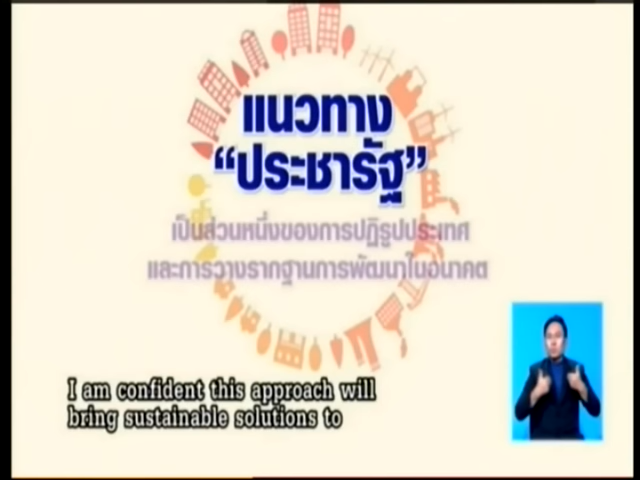 แนวทาง
“ประชารัฐ”
เป็นส่วนหนึ่งของการปฏิรูปประเทศ
และการวางรากฐานการพัฒนาในอนาคต
I am confident this approach will
bring sustainable solutions to